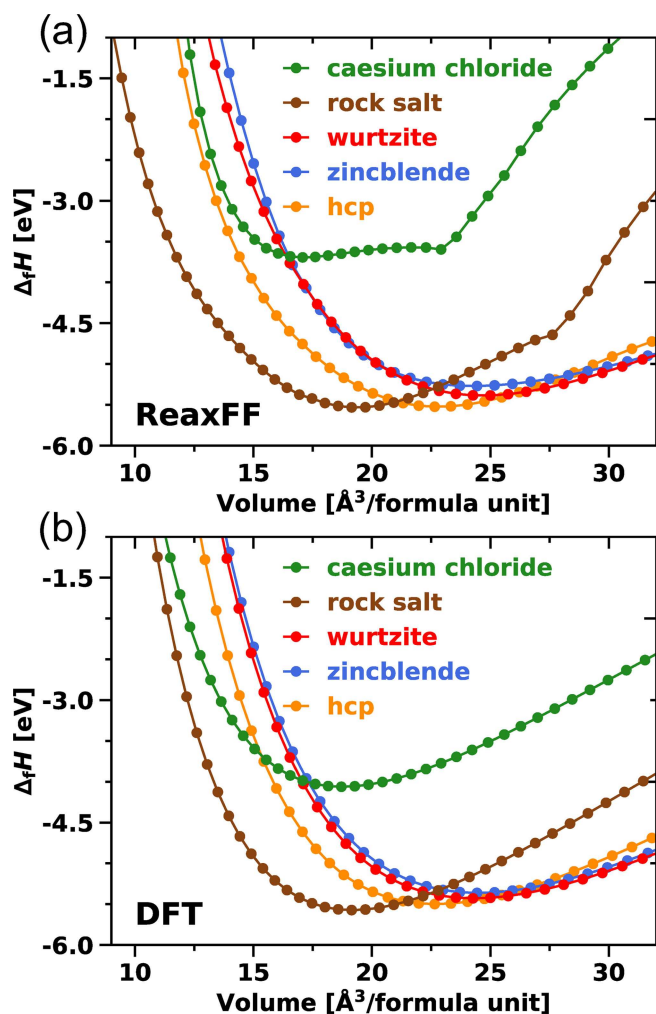 (a)
caesium chloride
rock salt
wurtzite
zincblende
hcp
-1.5
-3.0
-4.5
-6.0
ΔfH [eV]
ReaxFF
10 15 20 25 30
Volume [Å³/formula unit]
(b)
caesium chloride
rock salt
wurtzite
zincblende
hcp
-1.5
-3.0
-4.5
-6.0
ΔfH [eV]
DFT
10 15 20 25 30
Volume [Å³/formula unit]